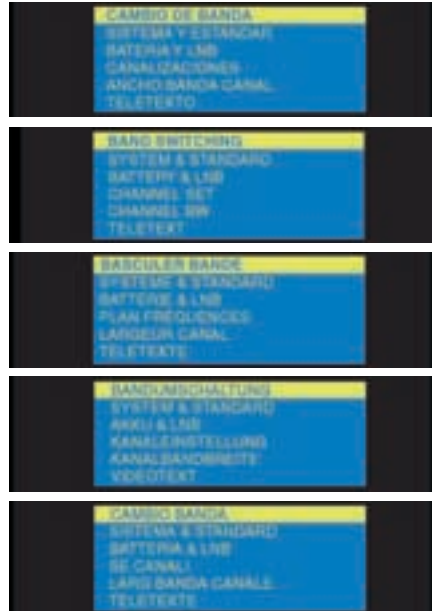 CAMBIO DE BANDA
SISTEMA Y ESTANDAR
BATERIA Y LNB
CANALIZACIONES
ANCHO BANDA CANAL
TELETEXTO
BAND SWITCHING
SYSTEM & STANDARD
BATTERY & LNB
CHANNEL SET
CHANNEL BW
TELETEXT
BASCULER BANDE
SYSTEME & STANDARD
BATTERIE & LNB
PLAN FREQUENCES
LARGEUR CANAL
TELETEXTE
BANDUMSCHALTUNG
SYSTEM & STANDARD
AKKU & LNB
KANALEINSTELLUNG
KANALBANDBREITE
VIDEOTEXT
CAMBIO BANDA
SISTEMA & STANDARD
BATTERIA & LNB
SE CANALI
LARG BANDA CANALE
TELETEXTE